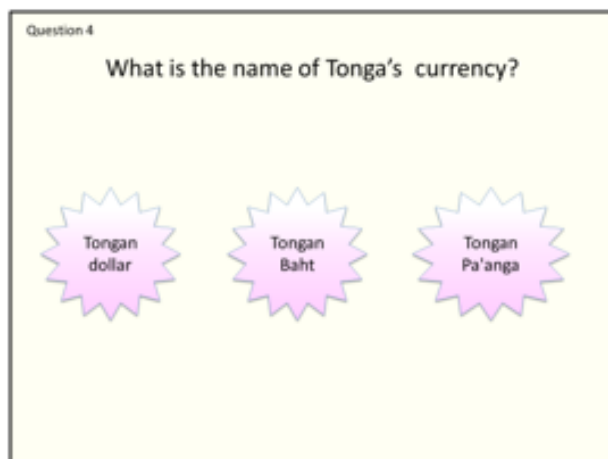 Question 4
What is the name of Tonga's  currency?
Tongan
dollar
Tongan
Baht
Tongan
Pa'anga